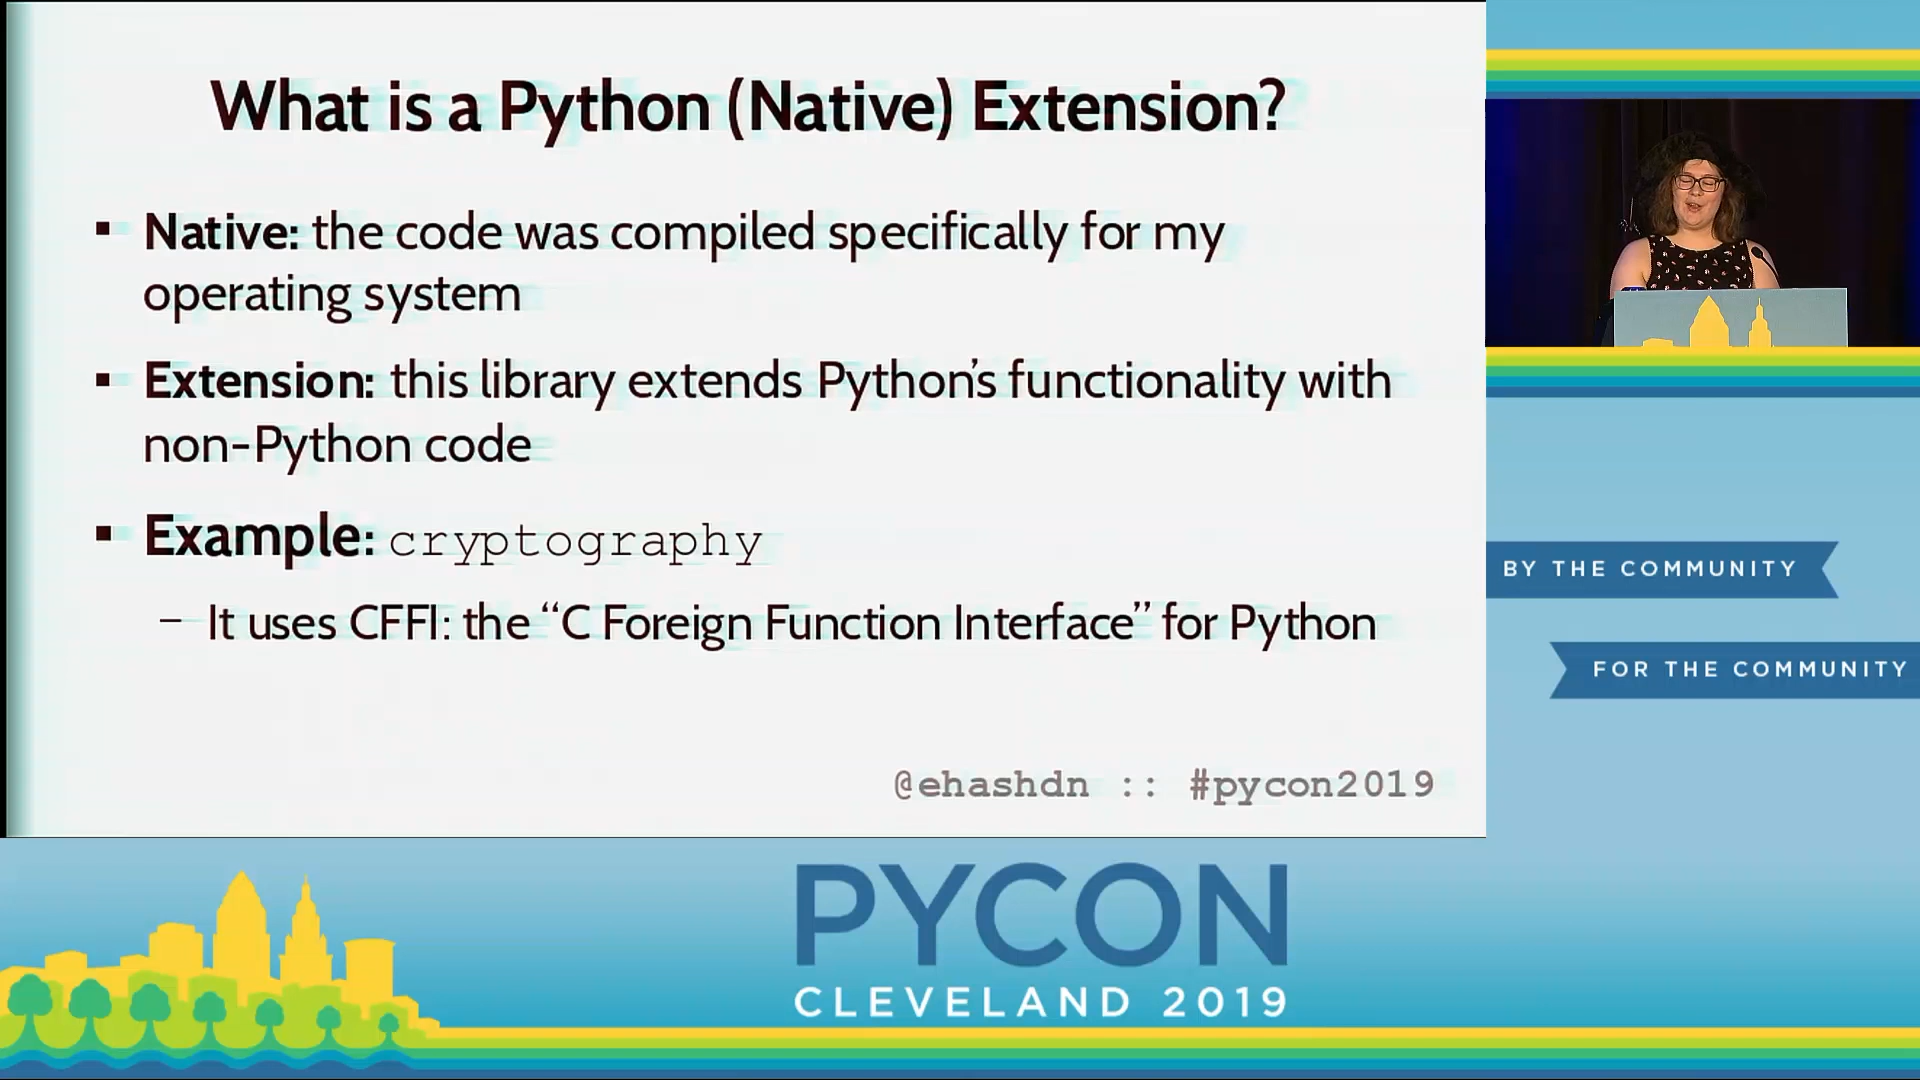 What is a Python (Native) Extension?
▪ Native: the code was compiled specifically for my
operating system
▪ Extension: this library extends Python’s functionality with
non-Python code
▪ Example: cryptography
– It uses CFFI: the “C Foreign Function Interface” for Python
@ehashdn :: #pycon2019
BY THE COMMUNITY
FOR THE COMMUNITY
PYCON
CLEVELAND 2019